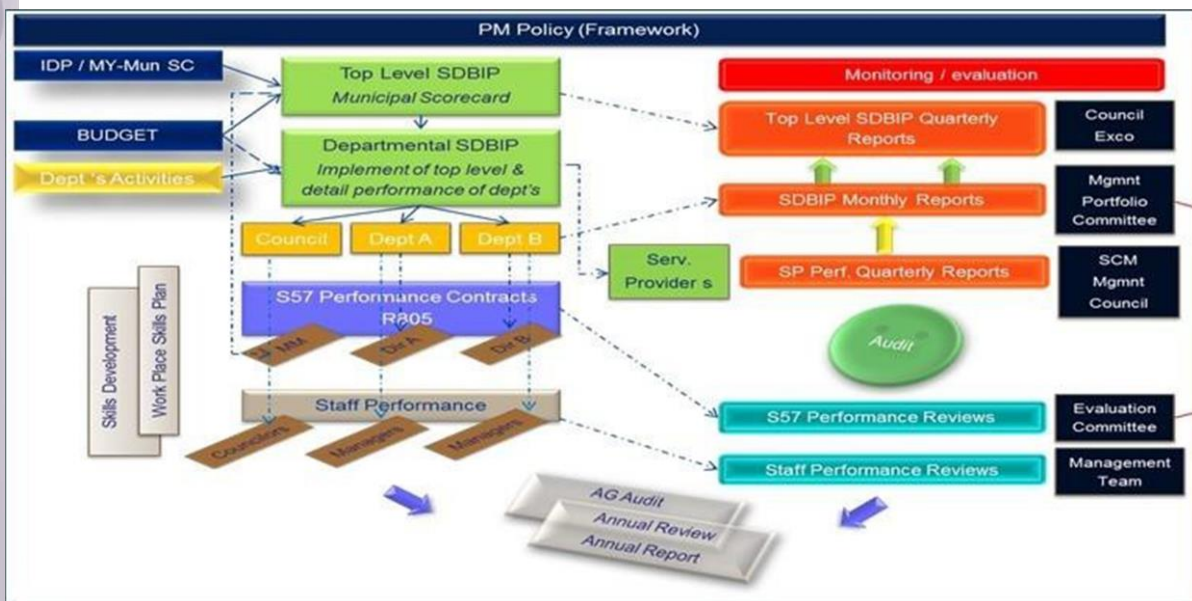 PM Policy (Framework)
IDP / MY-Mun SC
BUDGET
Dept 's Activities
Top Level SDBIP
Municipal Scorecard
Departmental SDBIP
Implement of top level &
detail performance of dept's
Council
Dept A
Dept B
Serv.
Provider s
S57 Performance Contracts
R805
MM
Dir A
Dir B
Staff Performance
Councilors
Managers
Managers
Skills Development
Work Place Skills Plan
Monitoring / evaluation
Top Level SDBIP Quarterly
Reports
Council
Exco
SDBIP Monthly Reports
Mgmnt
Portfolio
Committee
SP Perf. Quarterly Reports
SCM
Mgmnt
Council
Audit
S57 Performance Reviews
Evaluation
Committee
Staff Performance Reviews
Management
Team
AG Audit
Annual Review
Annual Report